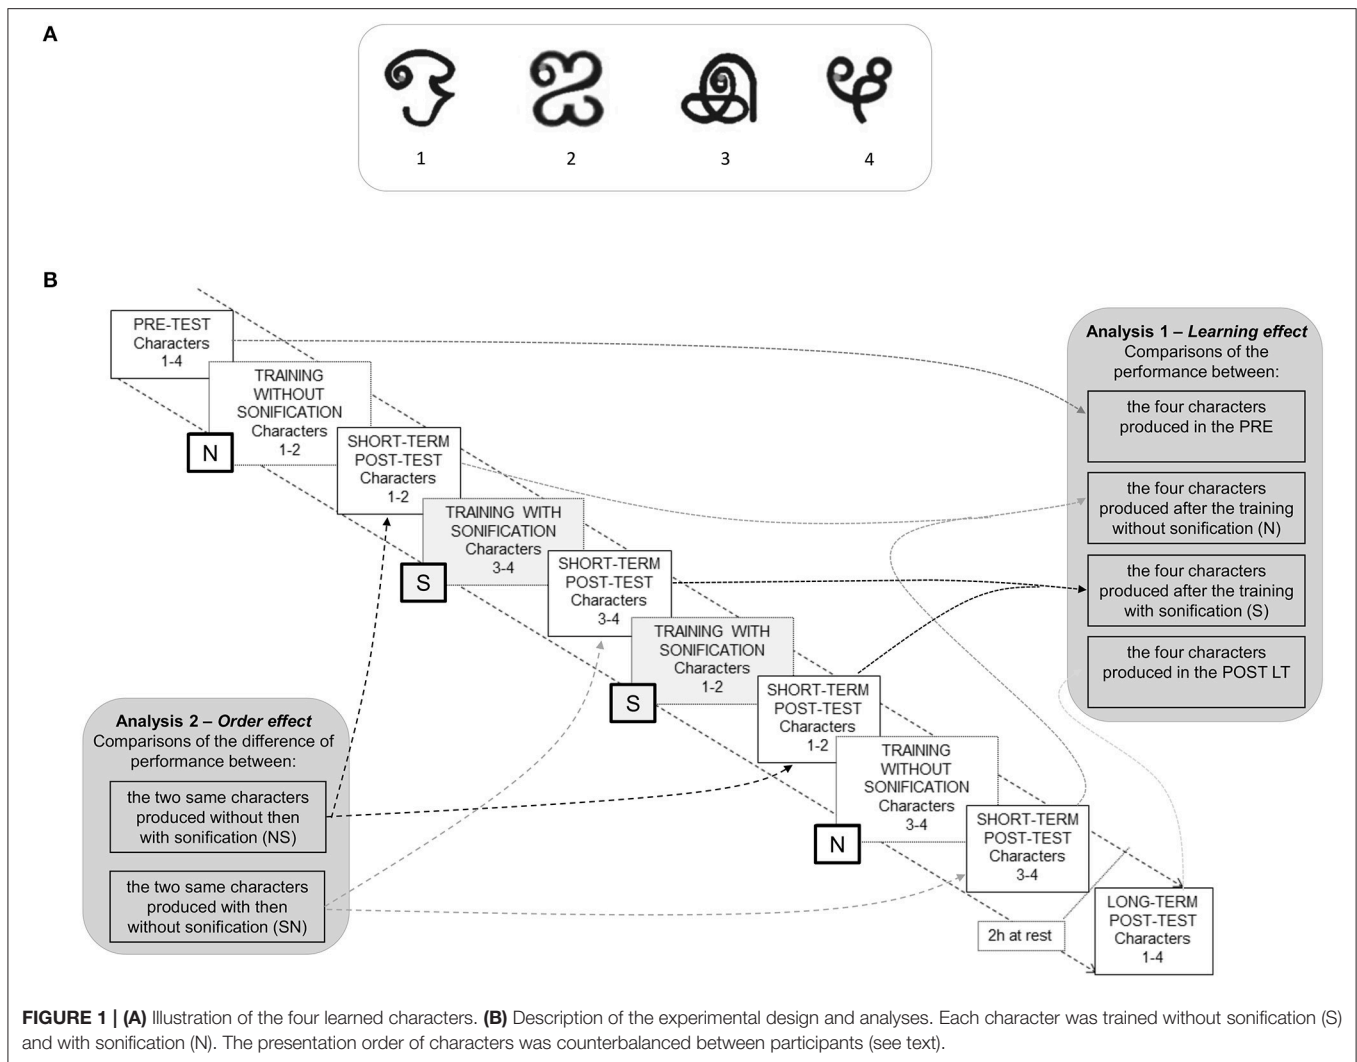 A
1
2
3
4
B
PRE-TEST
Characters
1-4
TRAINING
WITHOUT
SONIFICATION
Characters
1-2
N
SHORT-TERM
POST-TEST
Characters
1-2
TRAINING WITH
SONIFICATION
Characters
3-4
S
SHORT-TERM
POST-TEST
Characters
3-4
TRAINING WITH
SONIFICATION
Characters
1-2
S
SHORT-TERM
POST-TEST
Characters
1-2
TRAINING
WITHOUT
SONIFICATION
Characters
3-4
N
SHORT-TERM
POST-TEST
Characters
3-4
2h at rest
LONG-TERM
POST-TEST
Characters
1-4
Analysis 1 – Learning effect
Comparisons of the
performance between:
the four characters
produced in the PRE
the four characters
produced after the training
without sonification (N)
the four characters
produced after the training
with sonification (S)
the four characters
produced in the POST LT
Analysis 2 – Order effect
Comparisons of the difference of
performance between:
the two same characters
produced without then
with sonification (NS)
the two same characters
produced with then
without sonification (SN)
FIGURE 1 | (A) Illustration of the four learned characters. (B) Description of the experimental design and analyses. Each character was trained without sonification (S)
and with sonification (N). The presentation order of characters was counterbalanced between participants (see text).